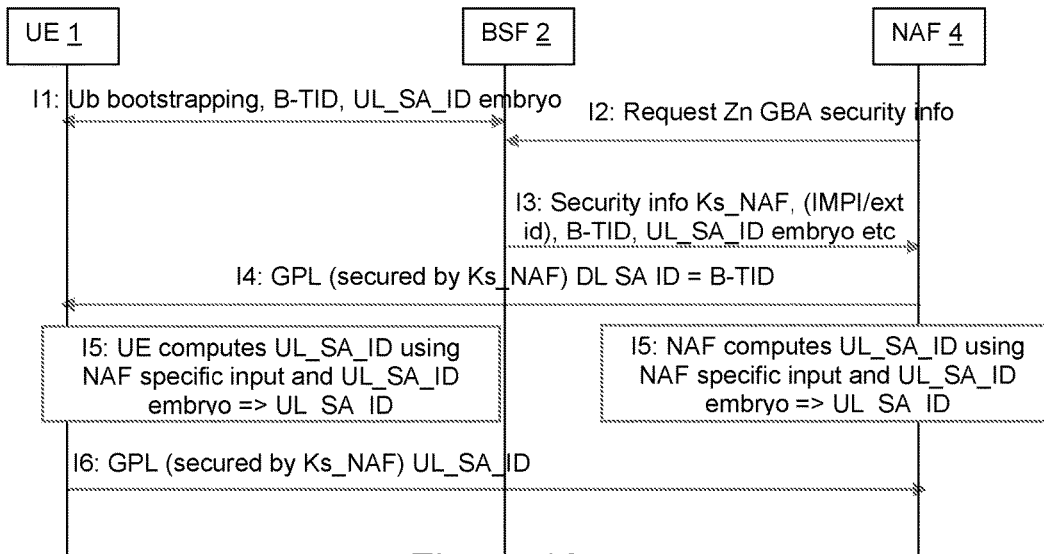 UE 1
BSF 2
NAF 4
I1: Ub bootstrapping, B-TID, UL_SA_ID embryo
I2: Request Zn GBA security info
I3: Security info Ks_NAF, (IMPI/ext
id), B-TID, UL_SA_ID embryo etc
I4: GPL (secured by Ks_NAF) DL SA ID = B-TID
I5: UE computes UL_SA_ID using
NAF specific input and UL_SA_ID
embryo => UL_SA_ID
I5: NAF computes UL_SA_ID using
NAF specific input and UL_SA_ID
embryo => UL_SA_ID
I6: GPL (secured by Ks_NAF) UL_SA_ID